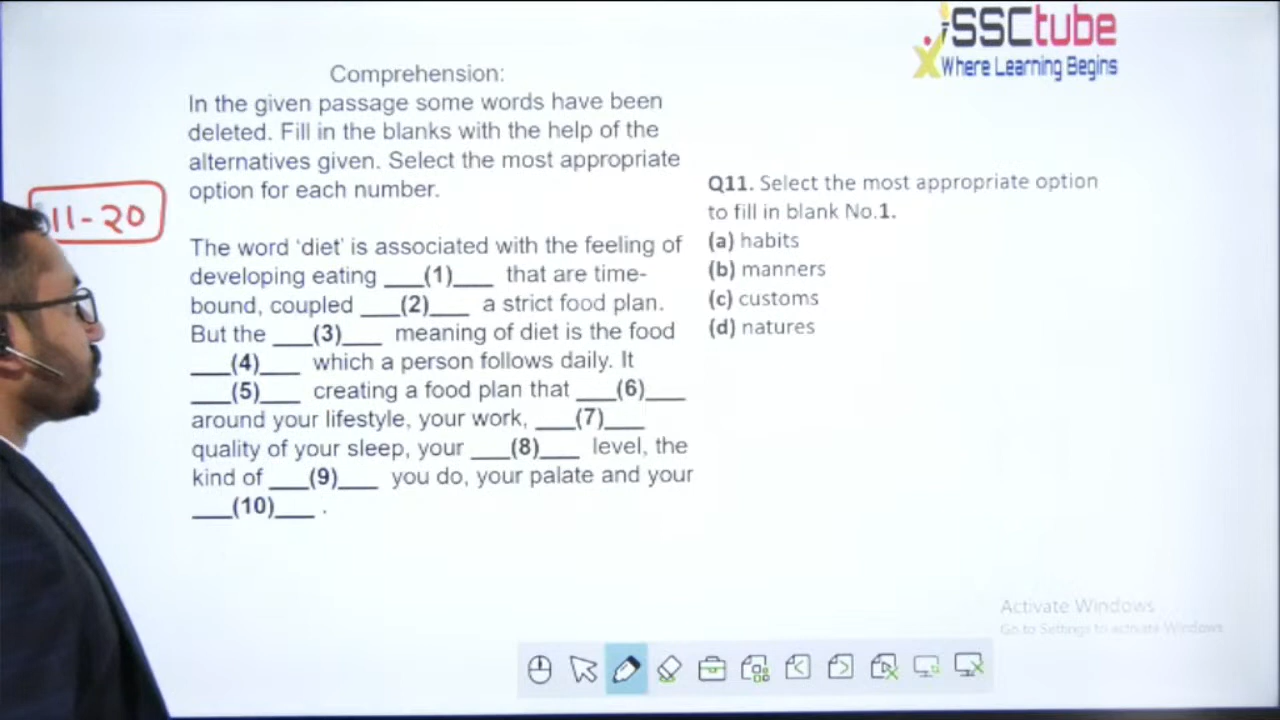 SSCtube
Where Learning Begins
Comprehension:
In the given passage some words have been
deleted. Fill in the blanks with the help of the
alternatives given. Select the most appropriate
option for each number.
11-20
The word ‘diet’ is associated with the feeling of
developing eating ___(1)___ that are time-
bound, coupled ___(2)___ a strict food plan.
But the ___(3)___ meaning of diet is the food
___(4)___ which a person follows daily. It
___(5)___ creating a food plan that ___(6)___
around your lifestyle, your work, ___(7)___
quality of your sleep, your ___(8)___ level, the
kind of ___(9)___ you do, your palate and your
___(10)___ .
Q11. Select the most appropriate option
to fill in blank No.1.
(a) habits
(b) manners
(c) customs
(d) natures
Activate Windows
Go to Settings to activate Windows